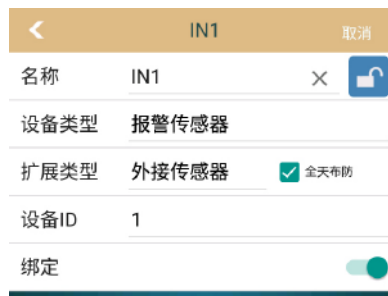 IN1 取消
名称 IN1
设备类型 报警传感器
扩展类型 外接传感器 全天布防
设备ID 1
绑定